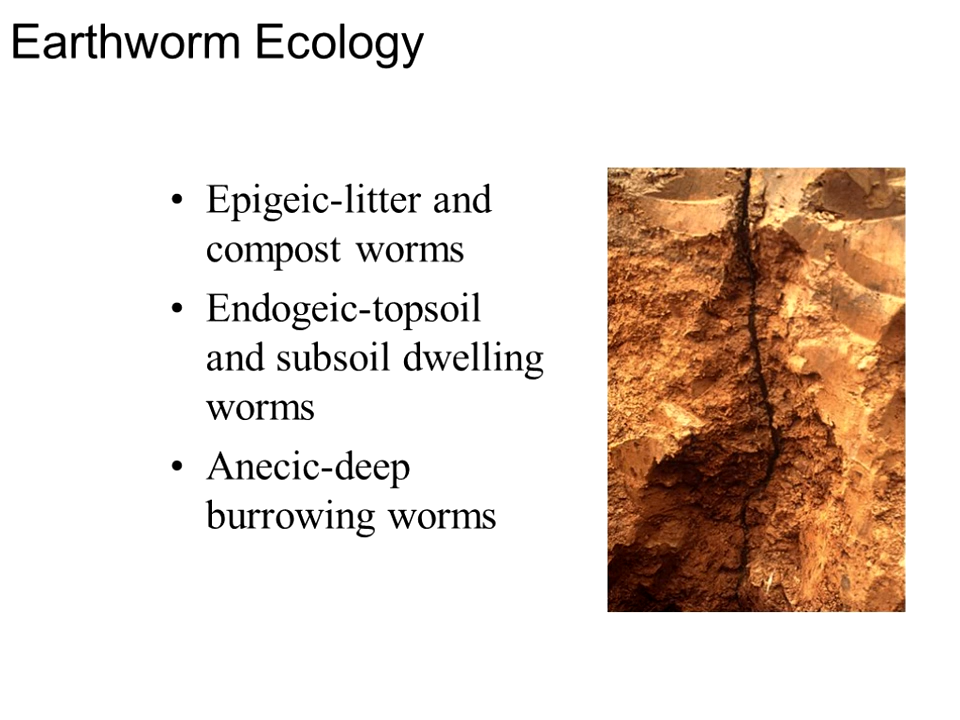 Earthworm Ecology
• Epigeic-litter and
compost worms
• Endogeic-topsoil
and subsoil dwelling
worms
• Anecic-deep
burrowing worms